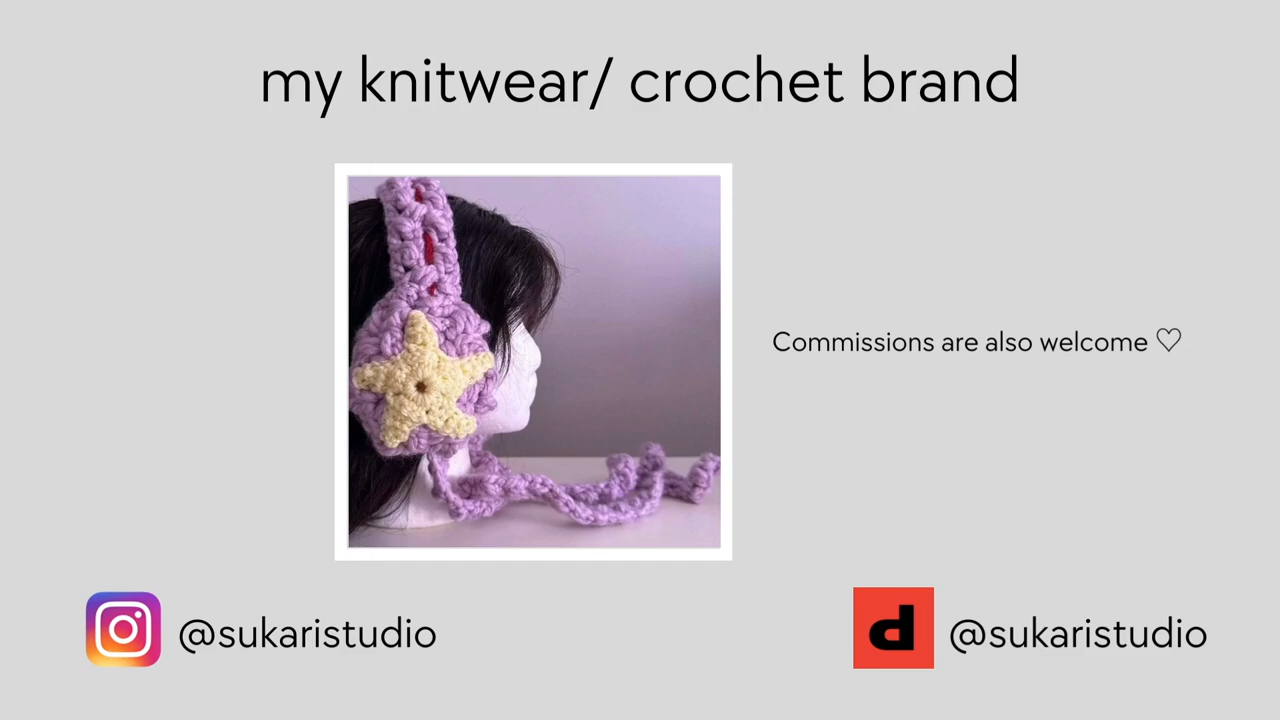 my knitwear/ crochet brand
Commissions are also welcome ♡
@sukaristudio
d @sukaristudio